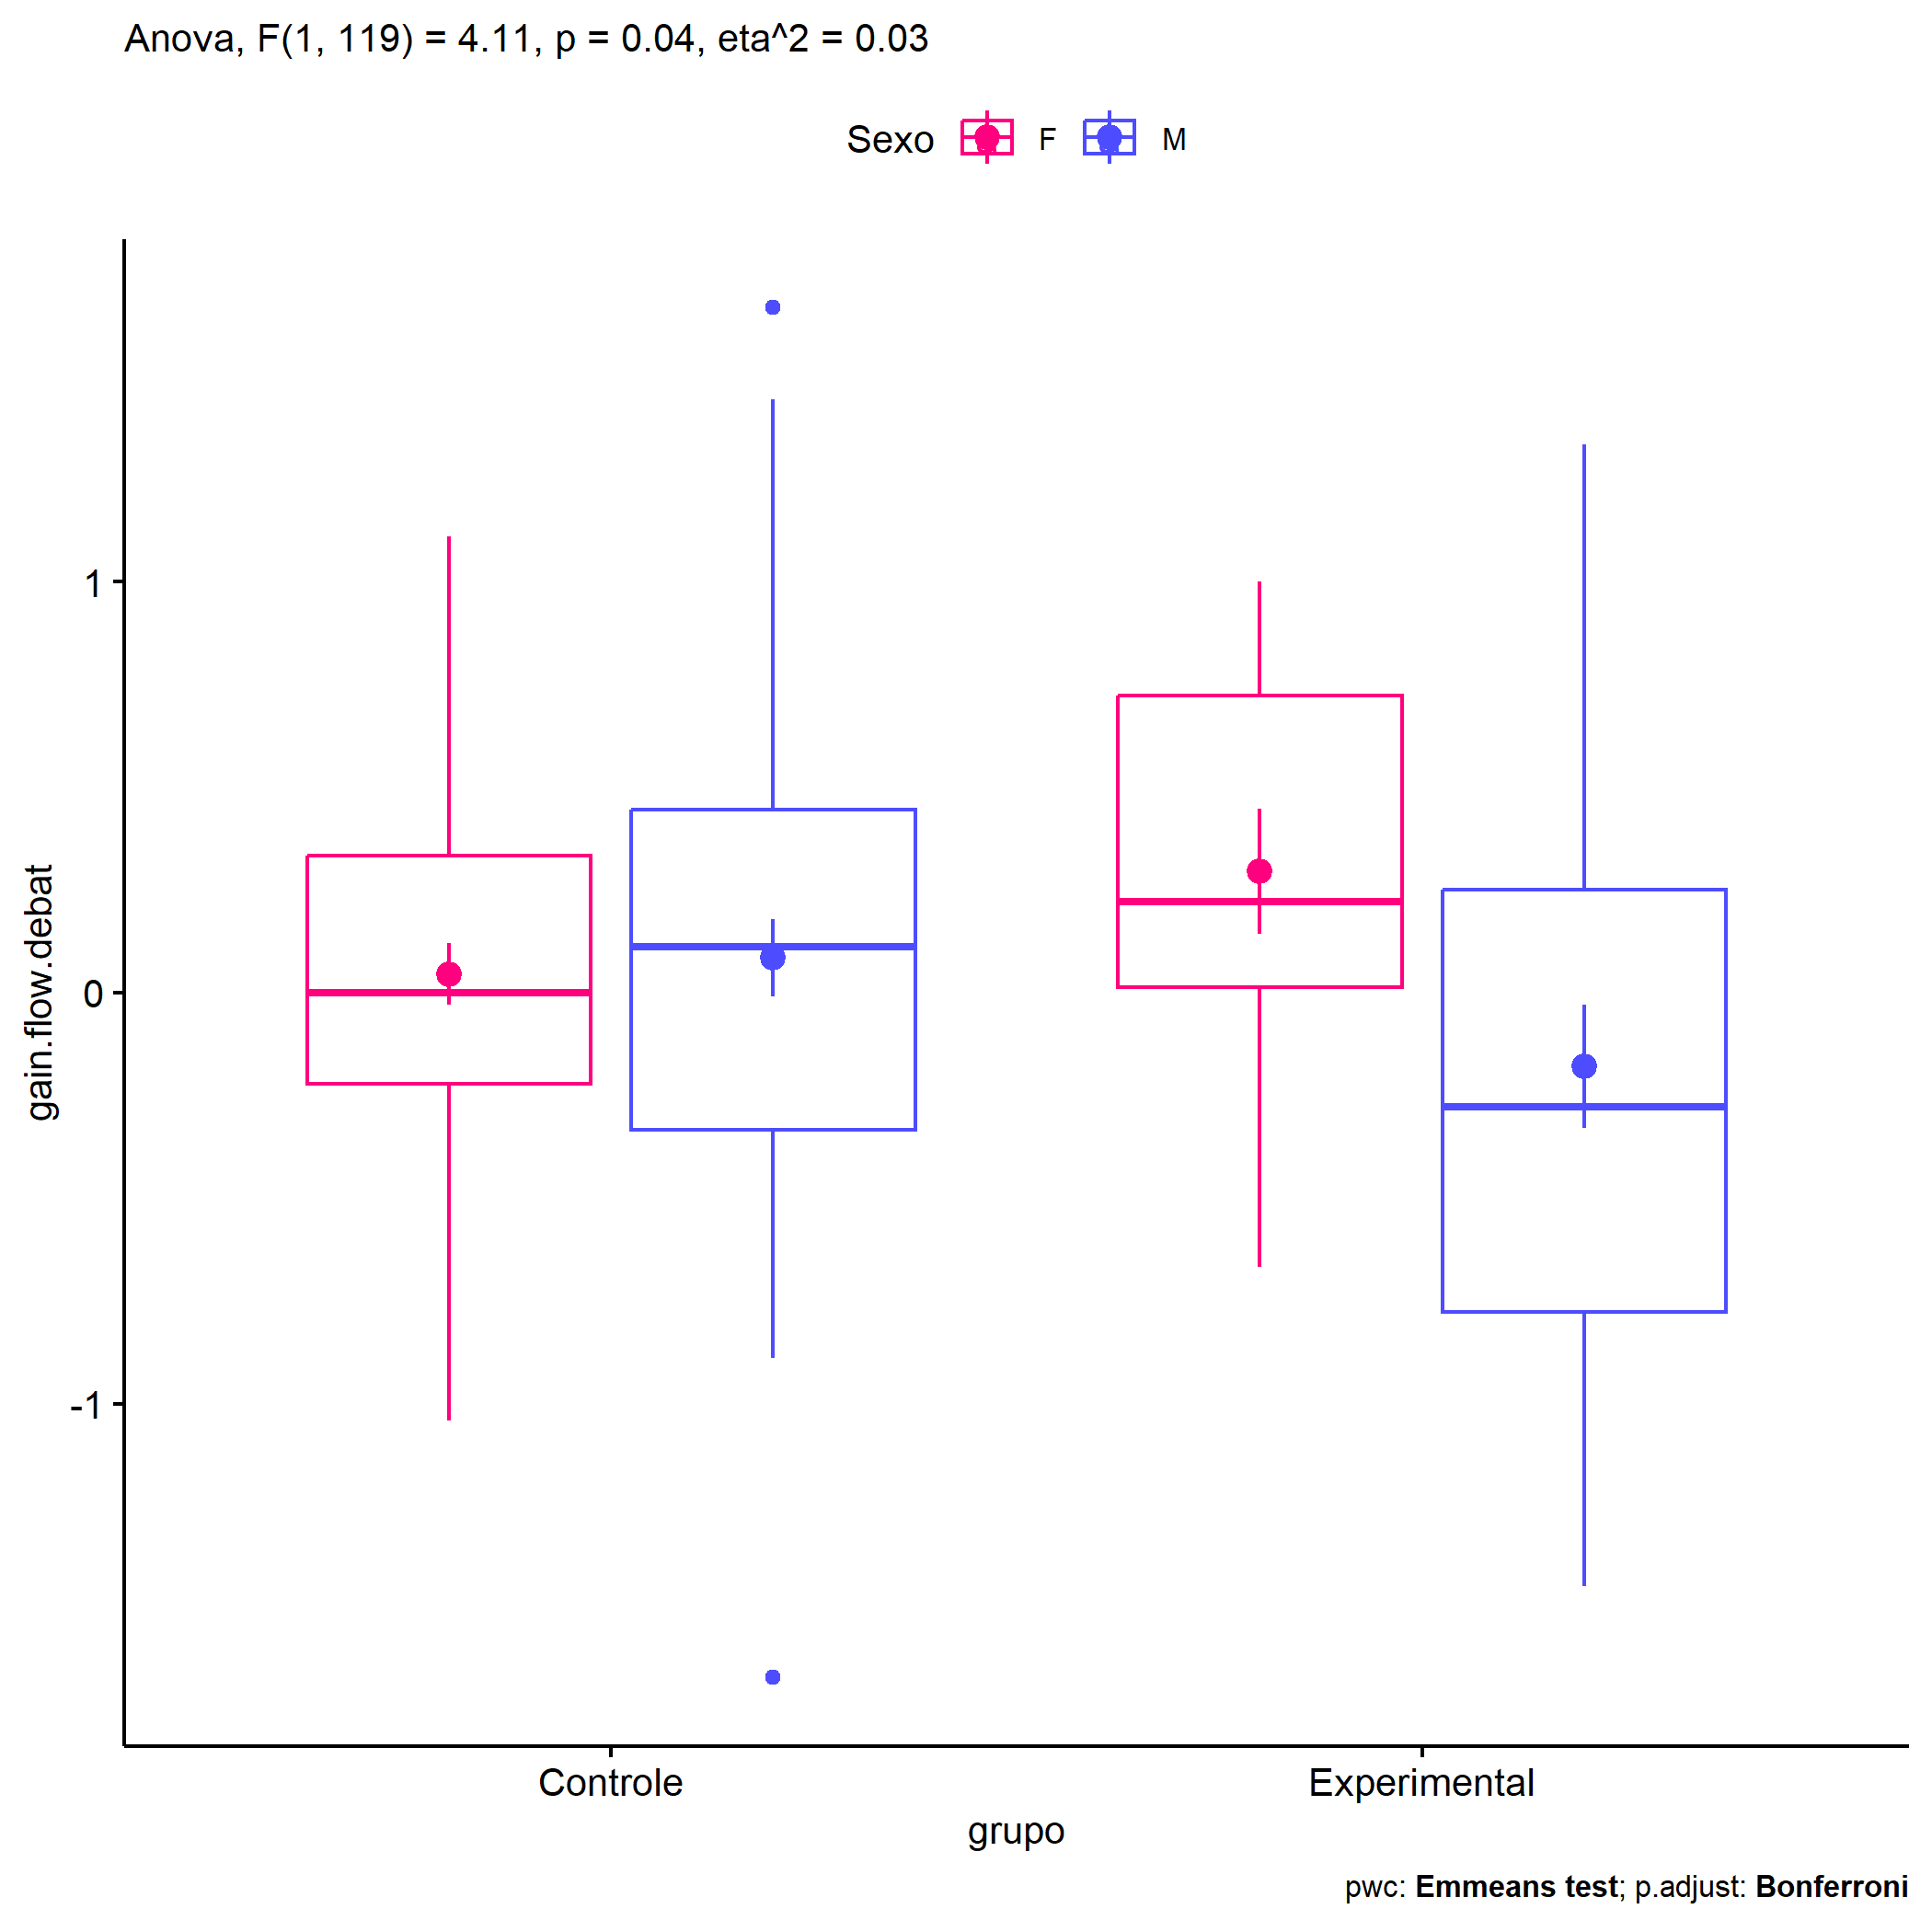 Anova, F(1, 119) = 4.11, p = 0.04, eta^2 = 0.03
Sexo F M
gain.flow.debat
1
0
-1
Controle Experimental
grupo
pwc: Emmeans test; p.adjust: Bonferroni